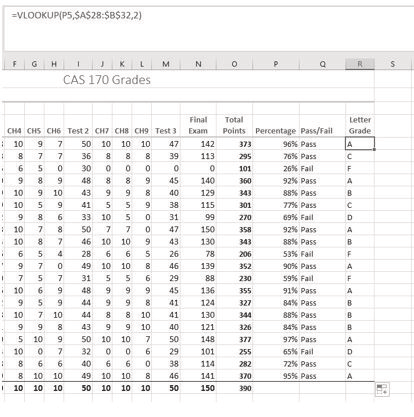 =VLOOKUP(P5,$A$28:$B$32,2)
F G H I J K L M N O P Q R S
CAS 170 Grades
Final Total Letter
CH4 CH5 CH6 Test 2 CH7 CH8 CH9 Test 3 Exam Points Percentage Pass/Fail Grade
10 9 7 50 10 10 10 47 142 373 96% Pass A
8 7 7 36 8 8 8 39 113 295 76% Pass C
6 5 0 30 0 0 0 0 0 101 26% Fail F
9 8 9 48 8 8 9 45 140 360 92% Pass A
10 9 10 43 9 9 8 40 129 343 88% Pass B
10 5 9 41 5 5 9 38 115 301 77% Pass C
9 8 6 33 10 5 0 31 99 270 69% Fail D
10 7 8 50 7 7 0 47 150 358 92% Pass A
10 8 7 46 10 10 9 43 130 343 88% Pass B
6 5 4 28 6 6 5 26 78 206 53% Fail F
9 7 0 49 10 10 8 46 139 352 90% Pass A
7 5 7 31 5 5 6 29 88 230 59% Fail F
10 6 9 48 9 9 9 45 136 355 91% Pass A
9 5 9 44 9 9 8 41 124 327 84% Pass B
10 7 10 44 8 8 10 41 130 344 88% Pass B
9 9 8 43 9 9 10 40 121 326 84% Pass B
5 10 9 50 10 10 7 50 148 377 97% Pass A
10 0 7 32 0 0 6 29 101 255 65% Fail D
8 6 6 40 6 6 0 38 114 282 72% Pass C
8 10 10 49 10 10 8 46 141 370 95% Pass A
10 10 10 50 10 10 10 50 150 390